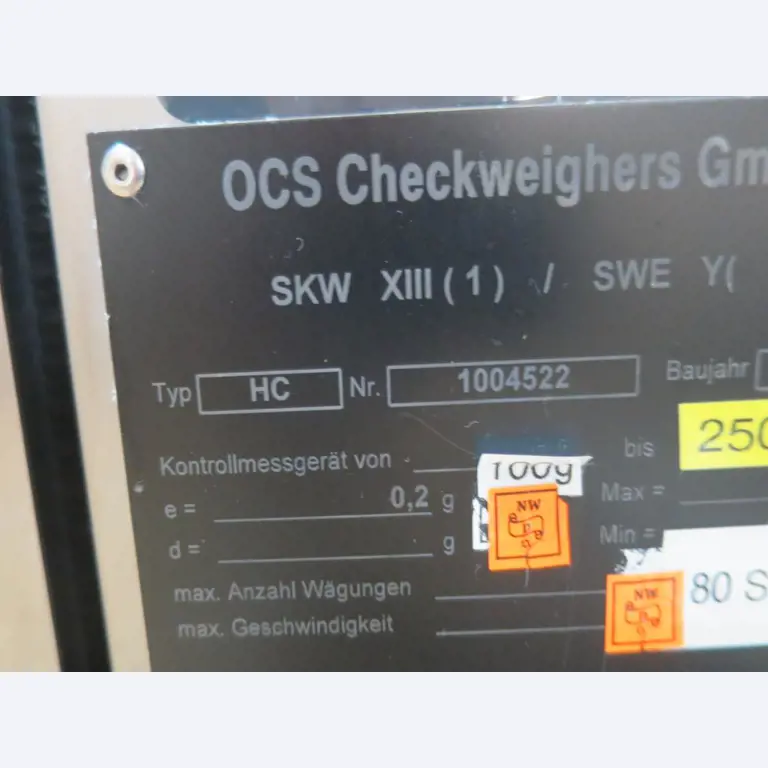 OCS Checkweighers Gm
SKW XIII ( 1 ) / SWE Y(
Typ HC Nr. 1004522 Baujahr
Kontrollmessgerät von 100g bis 250
e = 0,2 g Max =
d = g Min =
NW
max. Anzahl Wägungen 80 S
max. Geschwindigkeit
NW